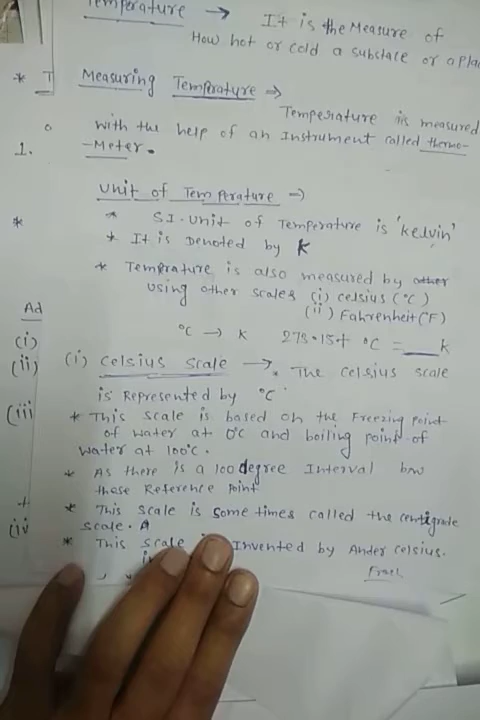 Temperature → It is the Measure of
How hot or cold a substace or a pla
* I Measuring Temprature ⇒
Temperature is measured
o with the help of an Instrument called thermo-
1. -Meter.
Unit of Temperature →
* * SI.Unit of Temperature is 'kelvin'
* It is Denoted by K
* Temprature is also measured by
using other scales (i) celsius (°C)
(ii) Fahrenheit (°F)
Ad
°C → K 273.15+ °C = __ K
(i)
(ii) (i) Celsius Scale → * The Celsius scale
is Represented by °C
(iii * This scale is based on the Freezing Point
of water at 0°C and boiling point of
water at 100°C.
* As there is a 100 degree Interval b/w
those Reference Point
* This scale is some times called the centigrade
(iv scale. A
* This scale Invented by Ander Celsius.